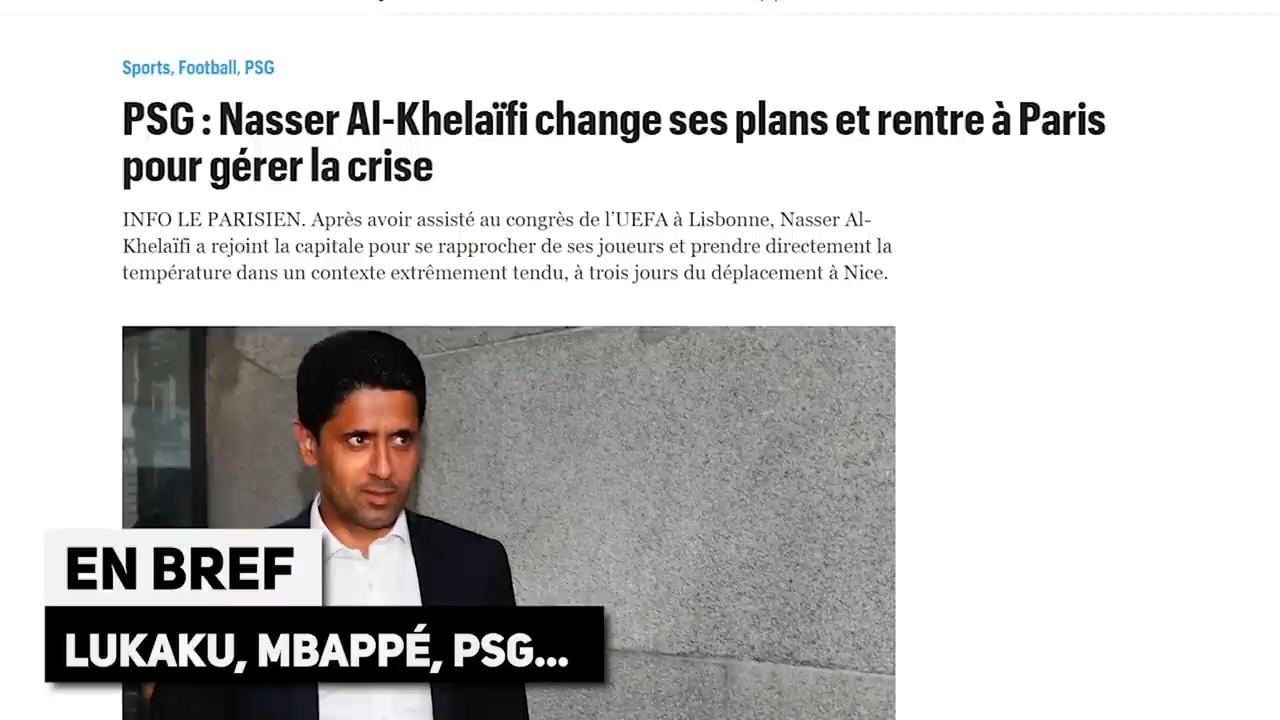 Sports, Football, PSG
PSG : Nasser Al-Khelaïfi change ses plans et rentre à Paris
pour gérer la crise
INFO LE PARISIEN. Après avoir assisté au congrès de l’UEFA à Lisbonne, Nasser Al-
Khelaïfi a rejoint la capitale pour se rapprocher de ses joueurs et prendre directement la
température dans un contexte extrêmement tendu, à trois jours du déplacement à Nice.
EN BREF
LUKAKU, MBAPPÉ, PSG...